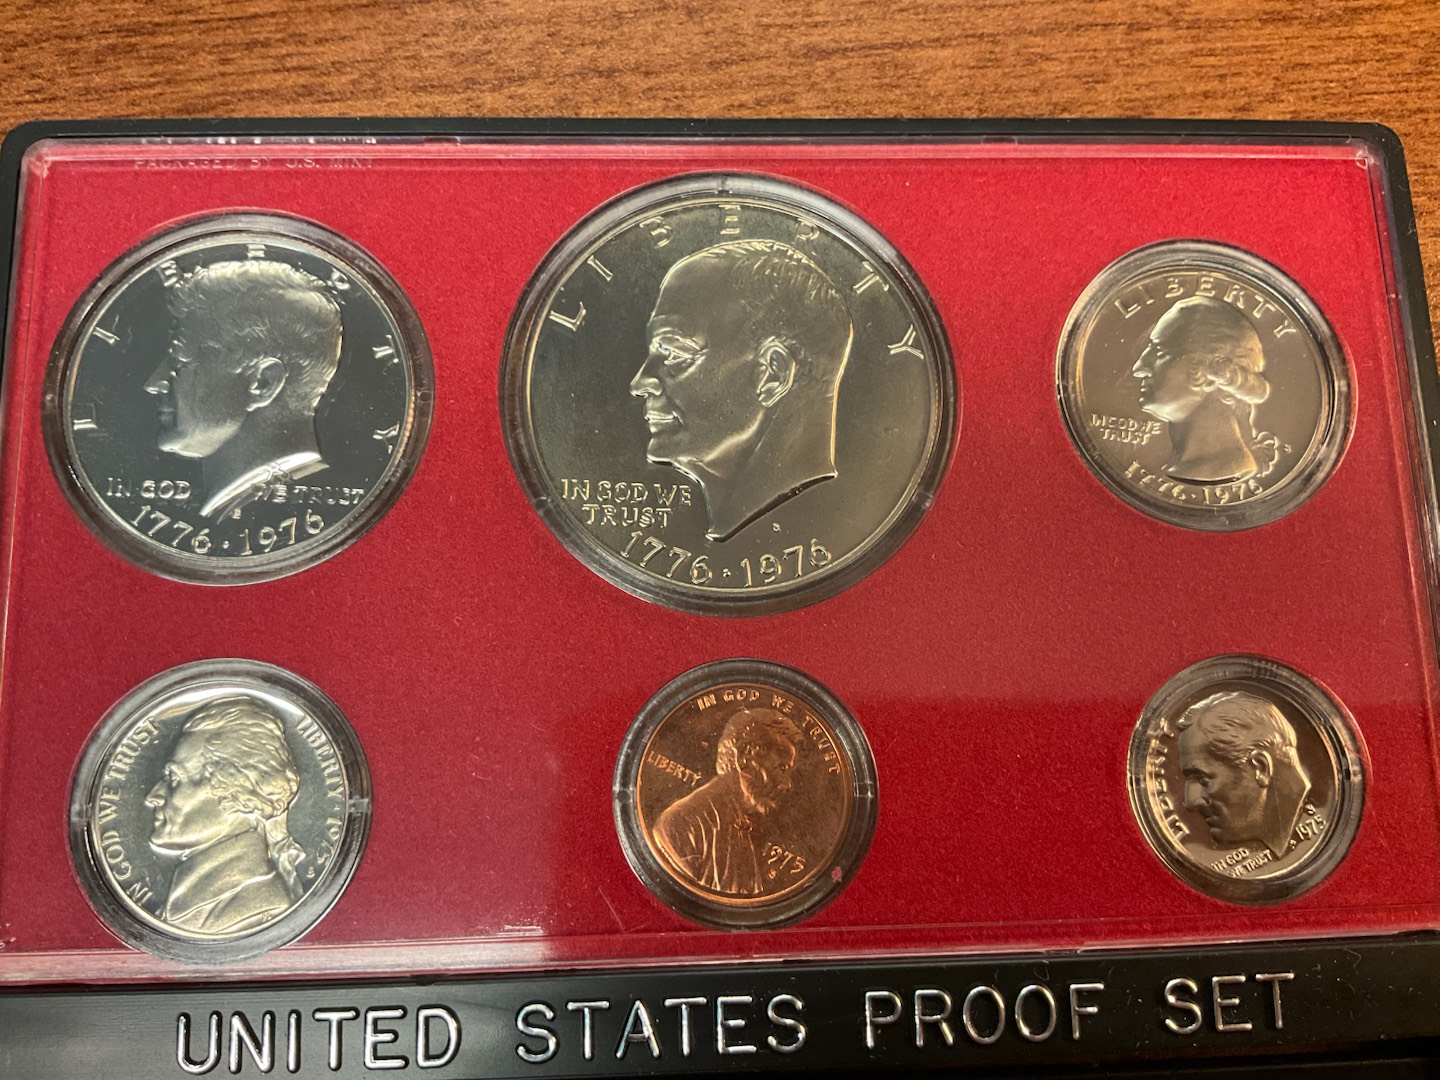 PACKAGED BY U.S. MINT
LIBERTY
IN GOD WE TRUST
1776·1976
LIBERTY
IN GOD WE
TRUST
1776·1976
LIBERTY
IN GOD WE
TRUST
1776·1976
S
IN GOD WE TRUST
LIBERTY·1975
S
IN GOD WE TRUST
LIBERTY
1975
S
LIBERTY
IN GOD
WE TRUST
S
1975
UNITED STATES PROOF SET